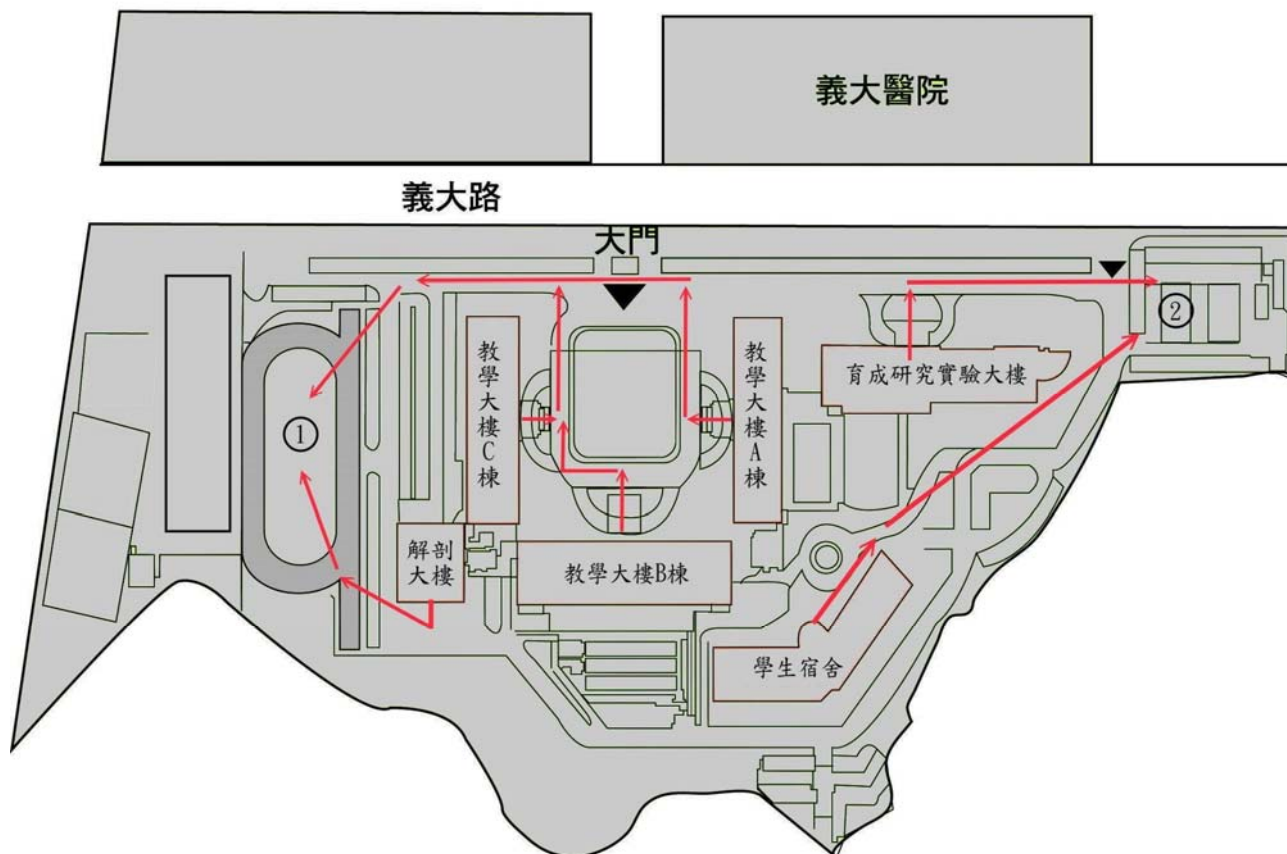 義大醫院
義大路
大門
教學大樓C棟
教學大樓A棟
育成研究實驗大樓
①
②
解剖
大樓
教學大樓B棟
學生宿舍